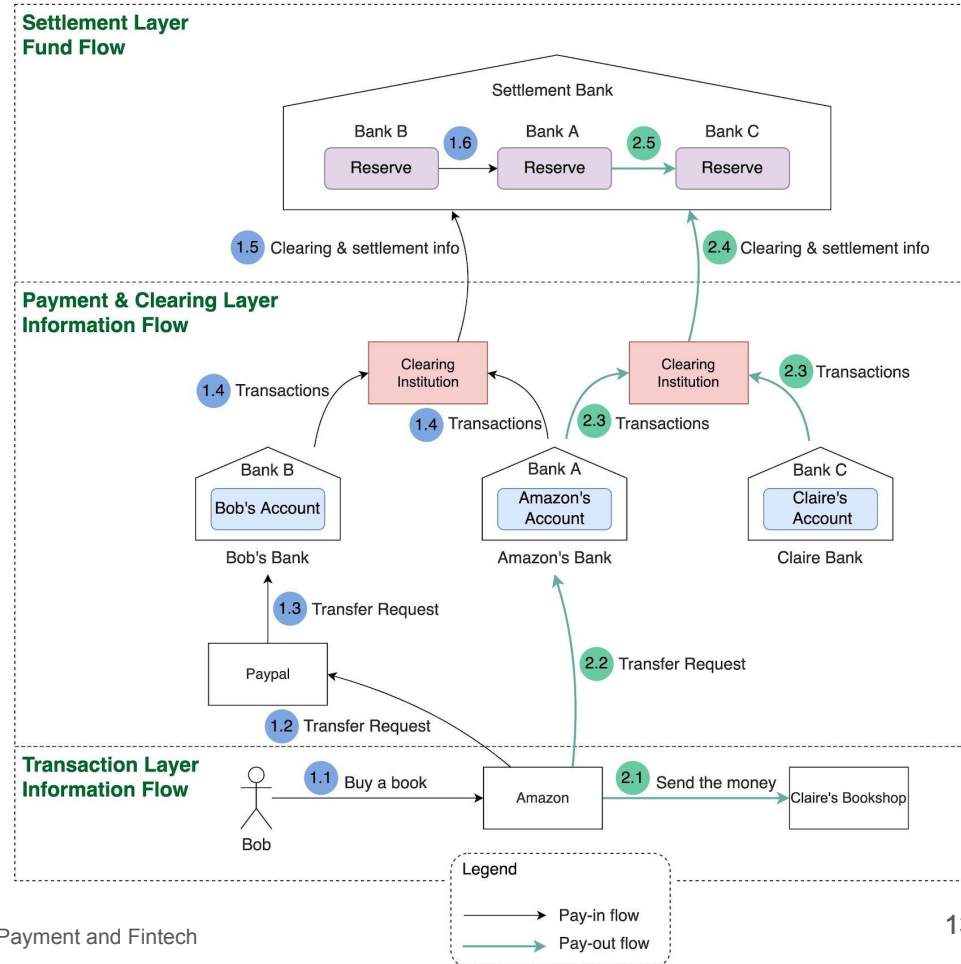 Settlement Layer
Fund Flow
Settlement Bank
Bank B
Bank A
Bank C
1.6
2.5
Reserve
Reserve
Reserve
1.5 Clearing & settlement info
2.4 Clearing & settlement info
Payment & Clearing Layer
Information Flow
Clearing
Institution
Clearing
Institution
1.4 Transactions
1.4 Transactions
2.3 Transactions
2.3 Transactions
Bank B
Bob's Account
Bob's Bank
Bank A
Amazon's
Account
Amazon's Bank
Bank C
Claire's
Account
Claire Bank
1.3 Transfer Request
Paypal
2.2 Transfer Request
1.2 Transfer Request
Transaction Layer
Information Flow
1.1 Buy a book
2.1 Send the money
Bob
Amazon
Claire's Bookshop
Legend
Pay-in flow
Pay-out flow
Payment and Fintech